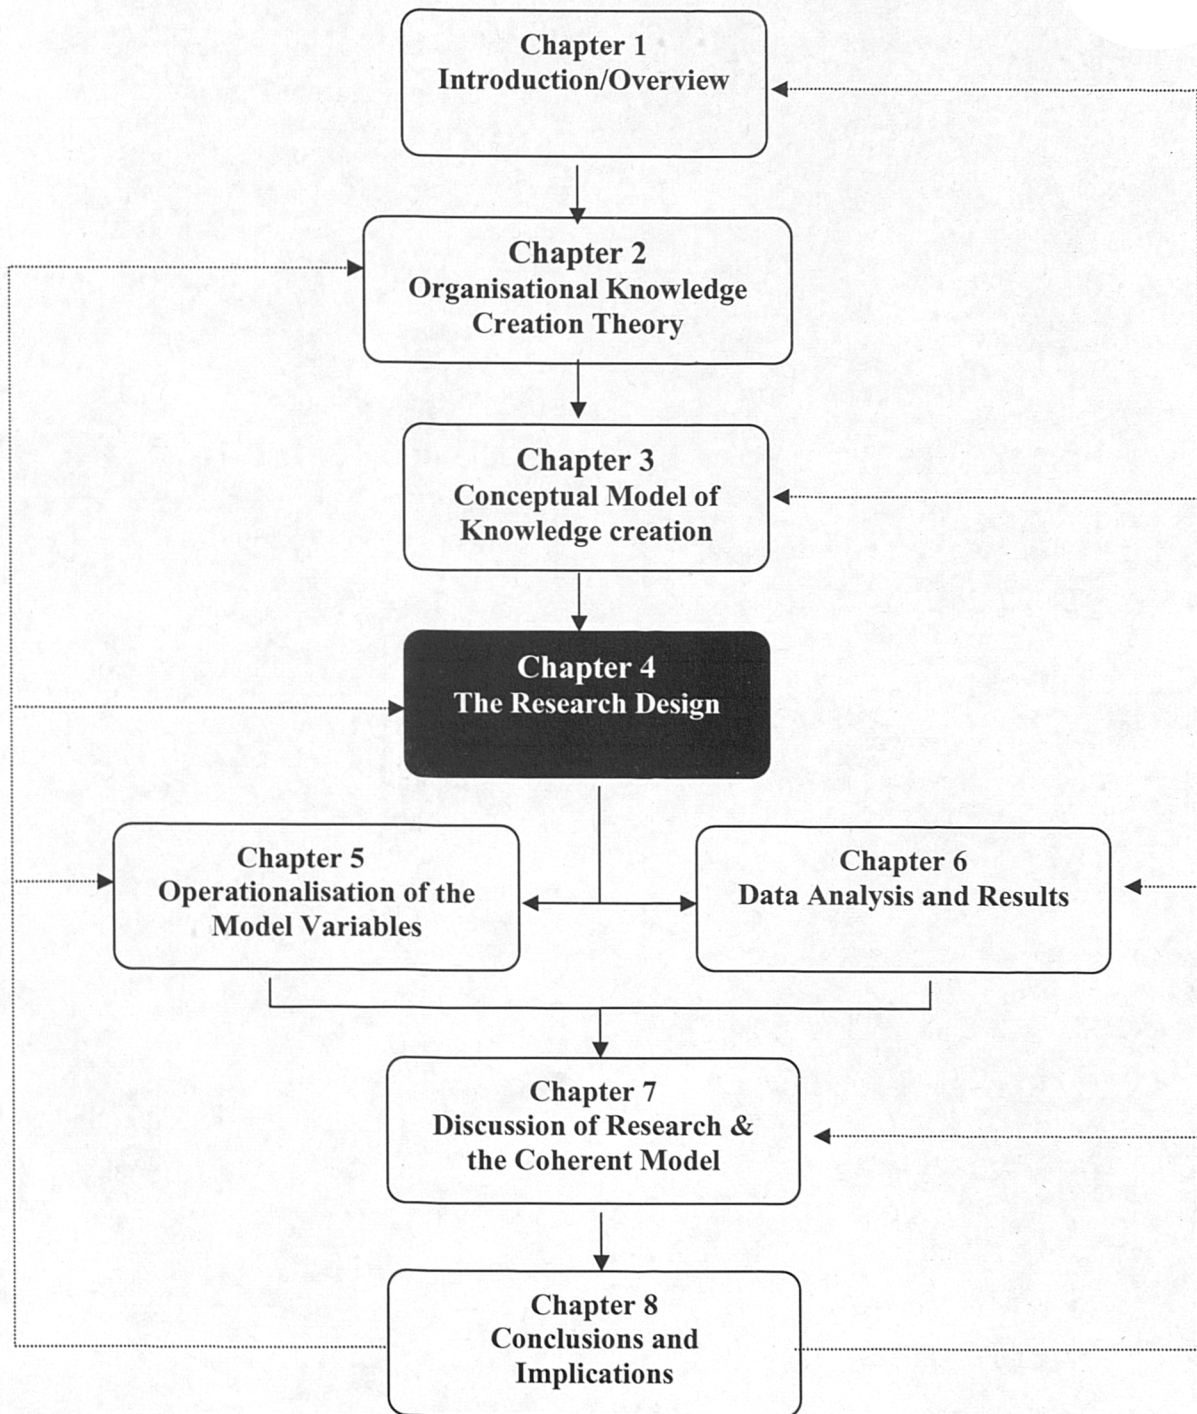 Chapter 1
Introduction/Overview
Chapter 2
Organisational Knowledge
Creation Theory
Chapter 3
Conceptual Model of
Knowledge creation
Chapter 4
The Research Design
Chapter 5
Operationalisation of the
Model Variables
Chapter 6
Data Analysis and Results
Chapter 7
Discussion of Research &
the Coherent Model
Chapter 8
Conclusions and
Implications